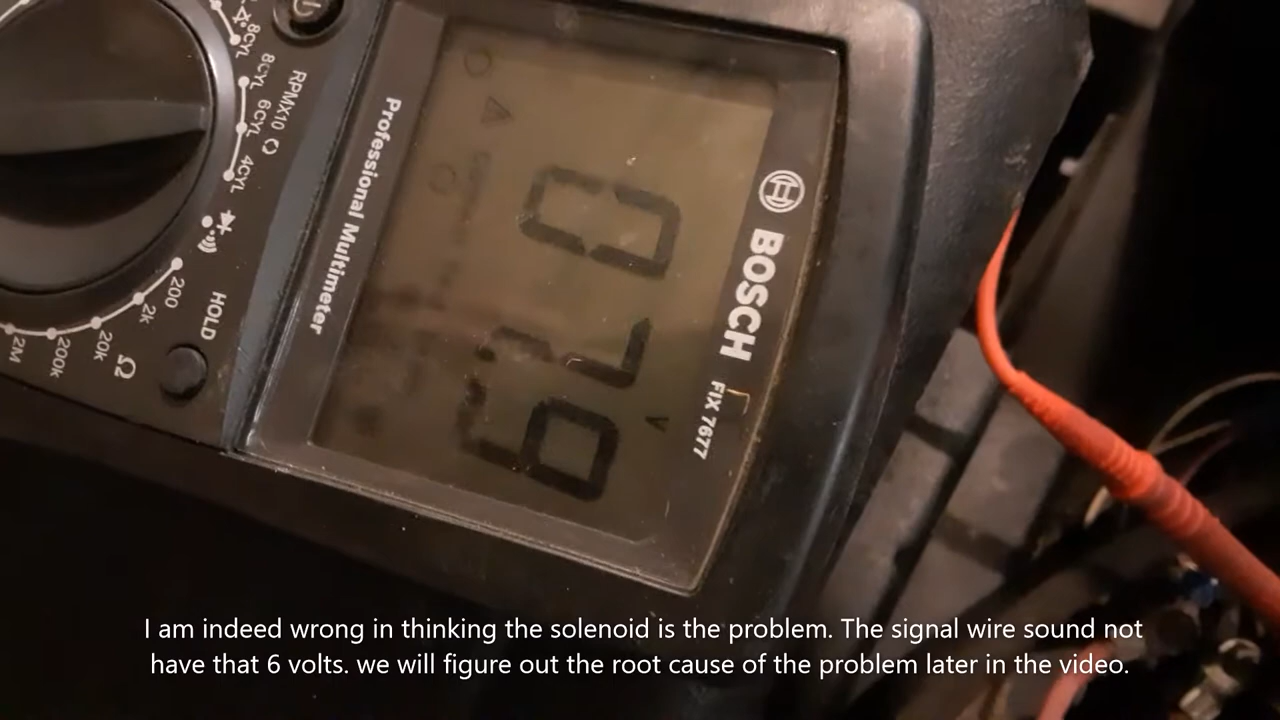 BOSCH FIX 7677
V
Professional Multimeter
HOLD
RPMX10
8CYL
8CYL 6CYL 4CYL
200
2k
20k
200k
2M
Ω
I am indeed wrong in thinking the solenoid is the problem. The signal wire sound not
have that 6 volts. we will figure out the root cause of the problem later in the video.